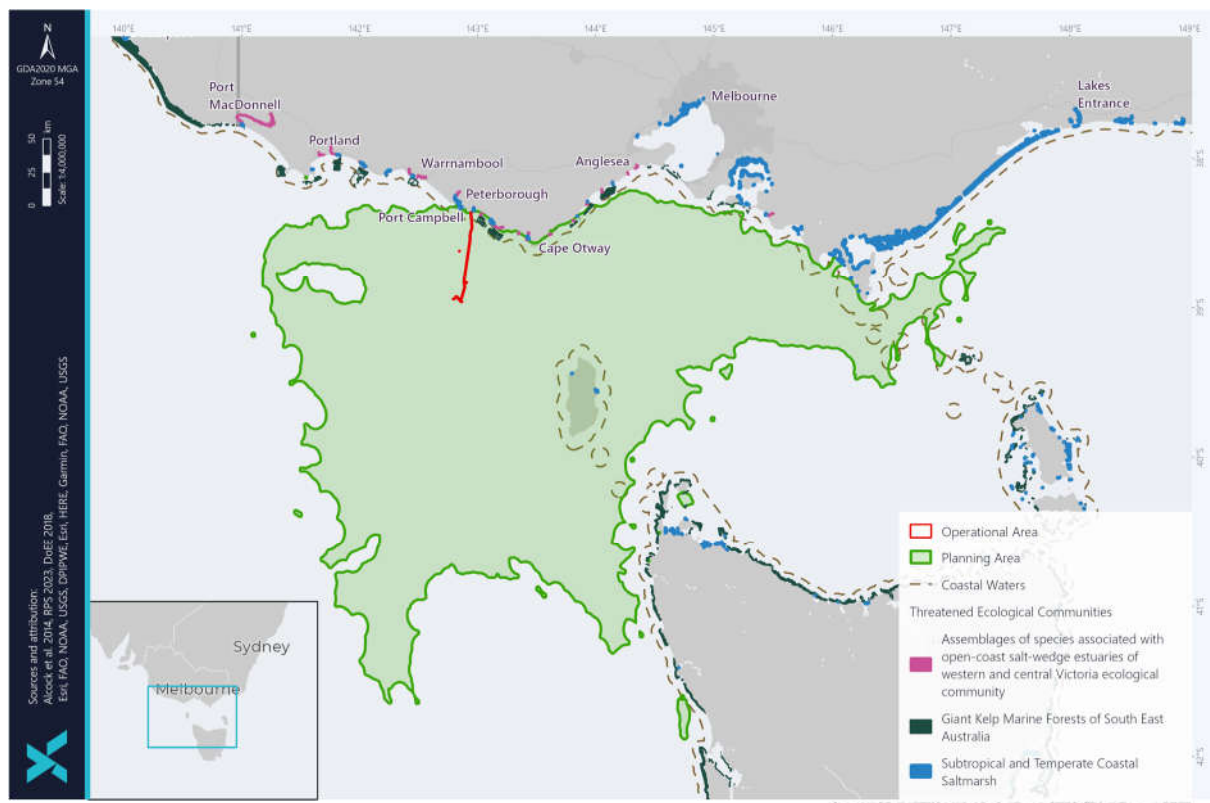 140°E 141°E 142°E 143°E 144°E 145°E 146°E 147°E 148°E 149°E
N
GDA2020 MGA
Zone 54
0 25 50
km
Scale: 1:4,000,000
Sources and attribution:
Alcock et al. 2014, RPS 2023, DoEE 2018,
Esri, FAO, NOAA, USGS, DPIPWE, Esri, HERE, Garmin, FAO, NOAA, USGS
Port
MacDonnell
Portland
Warrnambool
Peterborough
Port Campbell
Cape Otway
Anglesea
Melbourne
Lakes
Entrance
38°S
39°S
40°S
41°S
42°S
Sydney
Melbourne
Operational Area
Planning Area
Coastal Waters
Threatened Ecological Communities
Assemblages of species associated with
open-coast salt-wedge estuaries of
western and central Victoria ecological
community
Giant Kelp Marine Forests of South East
Australia
Subtropical and Temperate Coastal
Saltmarsh